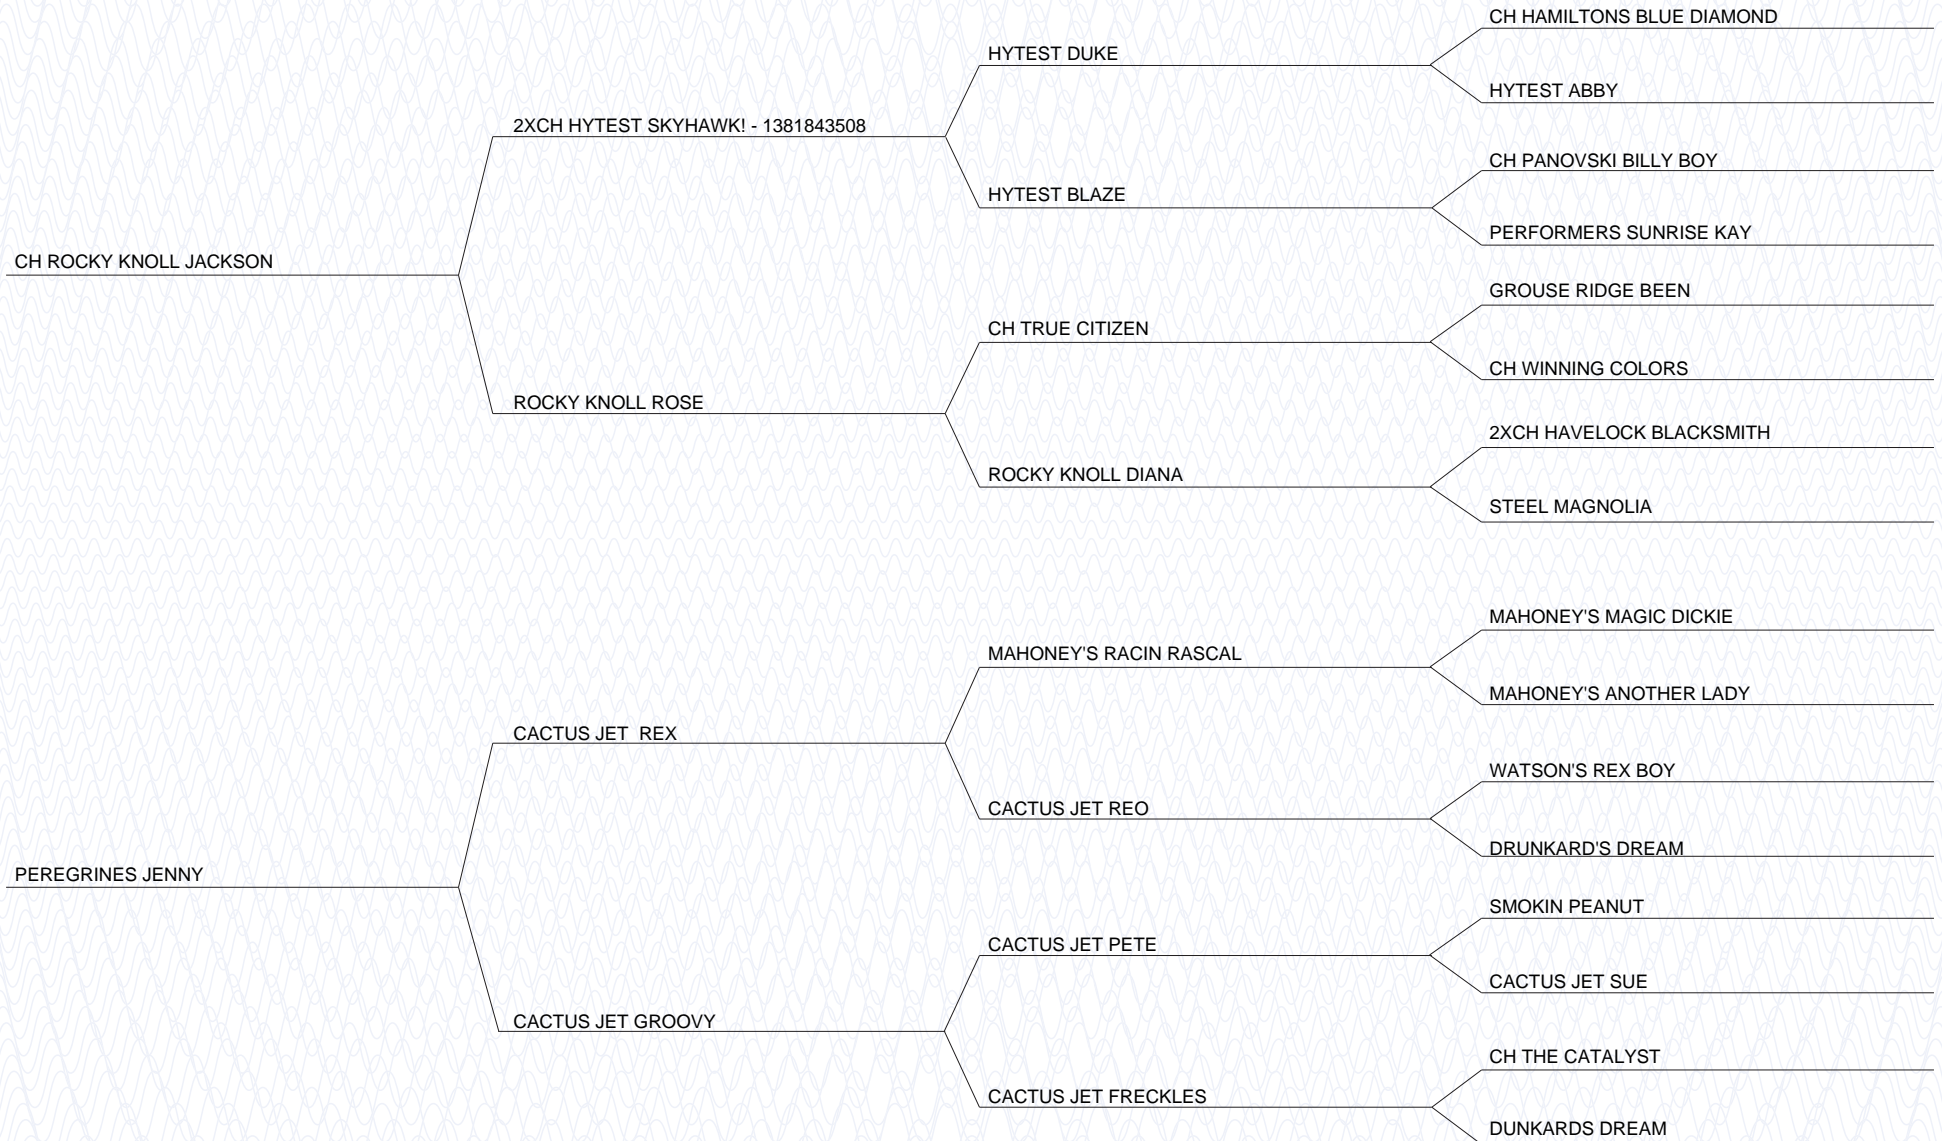 CH HAMILTONS BLUE DIAMOND
HYTEST DUKE
HYTEST ABBY
2XCH HYTEST SKYHAWK! - 1381843508
CH PANOVSKI BILLY BOY
HYTEST BLAZE
PERFORMERS SUNRISE KAY
CH ROCKY KNOLL JACKSON
GROUSE RIDGE BEEN
CH TRUE CITIZEN
CH WINNING COLORS
ROCKY KNOLL ROSE
2XCH HAVELOCK BLACKSMITH
ROCKY KNOLL DIANA
STEEL MAGNOLIA
MAHONEY'S MAGIC DICKIE
MAHONEY'S RACIN RASCAL
MAHONEY'S ANOTHER LADY
CACTUS JET  REX
WATSON'S REX BOY
CACTUS JET REO
DRUNKARD'S DREAM
PEREGRINES JENNY
SMOKIN PEANUT
CACTUS JET PETE
CACTUS JET SUE
CACTUS JET GROOVY
CH THE CATALYST
CACTUS JET FRECKLES
DUNKARDS DREAM